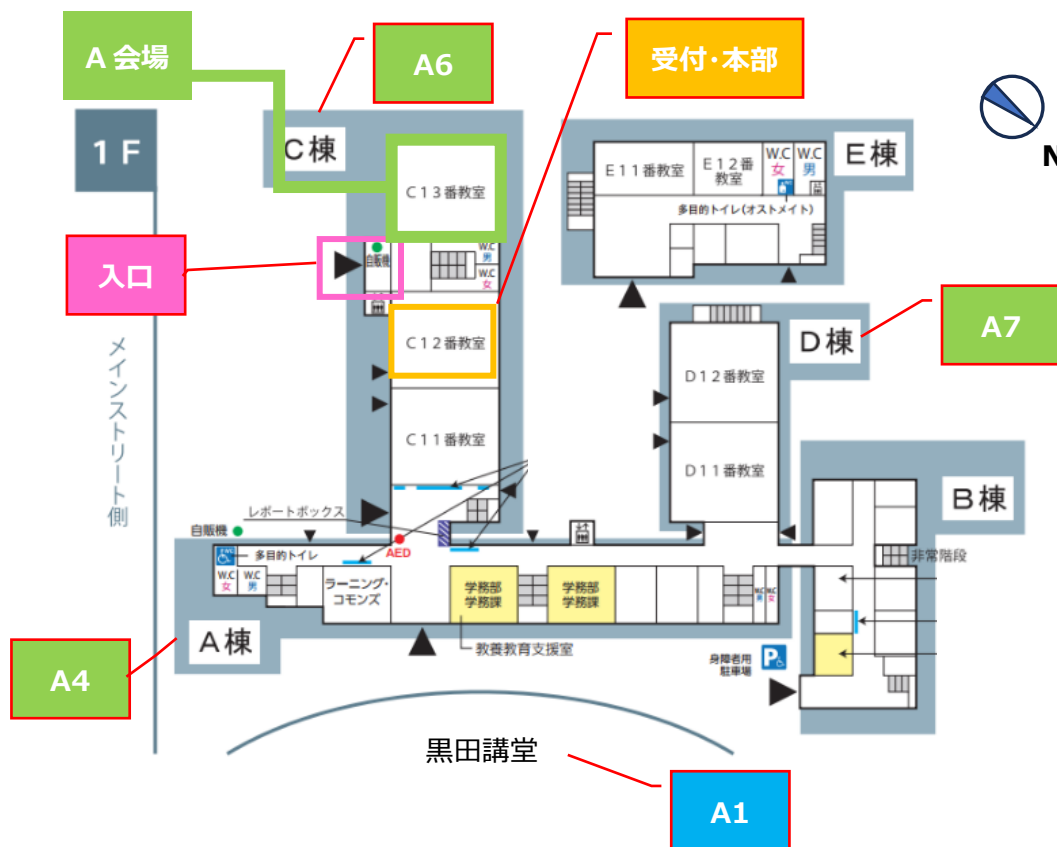 A 会場
A6
受付・本部
1 F
C棟
C13番教室
E11番教室
E12番
教室
W.C
女
W.C
男
E棟
多目的トイレ(オストメイト)
N
入口
自販機
W.C
男
W.C
女
C12番教室
D棟
A7
D12番教室
メインストリート側
C11番教室
D11番教室
B棟
レポートボックス
自販機
AED
多目的トイレ
W.C
女
W.C
男
ラーニング・
コモンズ
学務部
学務課
学務部
学務課
W.C
男
W.C
女
非常階段
A棟
教養教育支援室
身障者用
駐車場
P
A4
黒田講堂
A1